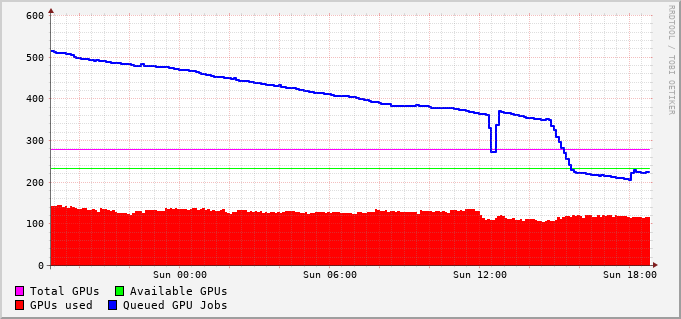 600
500
400
300
200
100
0
Sun 00:00 Sun 06:00 Sun 12:00 Sun 18:00
Total GPUs Available GPUs
GPUs used Queued GPU Jobs
RRDTOOL / TOBI OETIKER